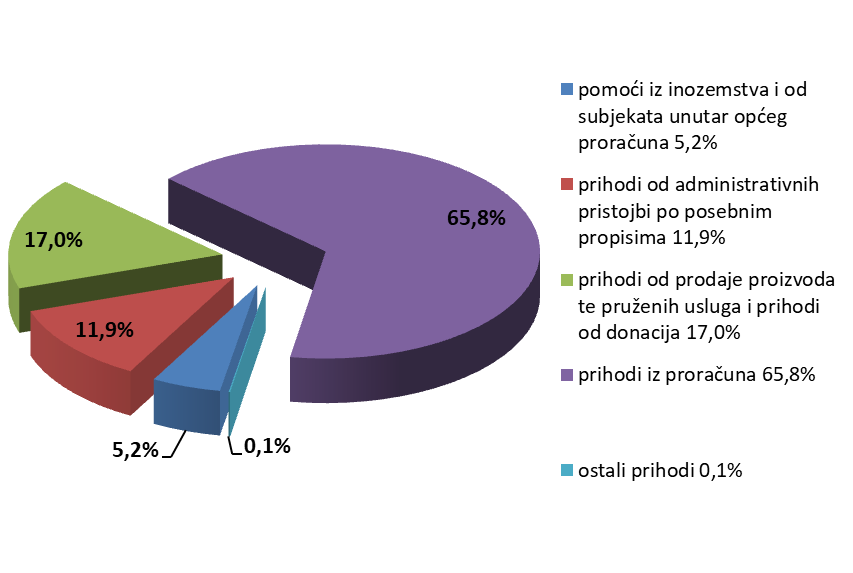 65,8%
17,0%
11,9%
5,2%
0,1%
pomoći iz inozemstva i od
subjekata unutar općeg
proračuna 5,2%
prihodi od administrativnih
pristojbi po posebnim
propisima 11,9%
prihodi od prodaje proizvoda
te pruženih usluga i prihodi
od donacija 17,0%
prihodi iz proračuna 65,8%
ostali prihodi 0,1%